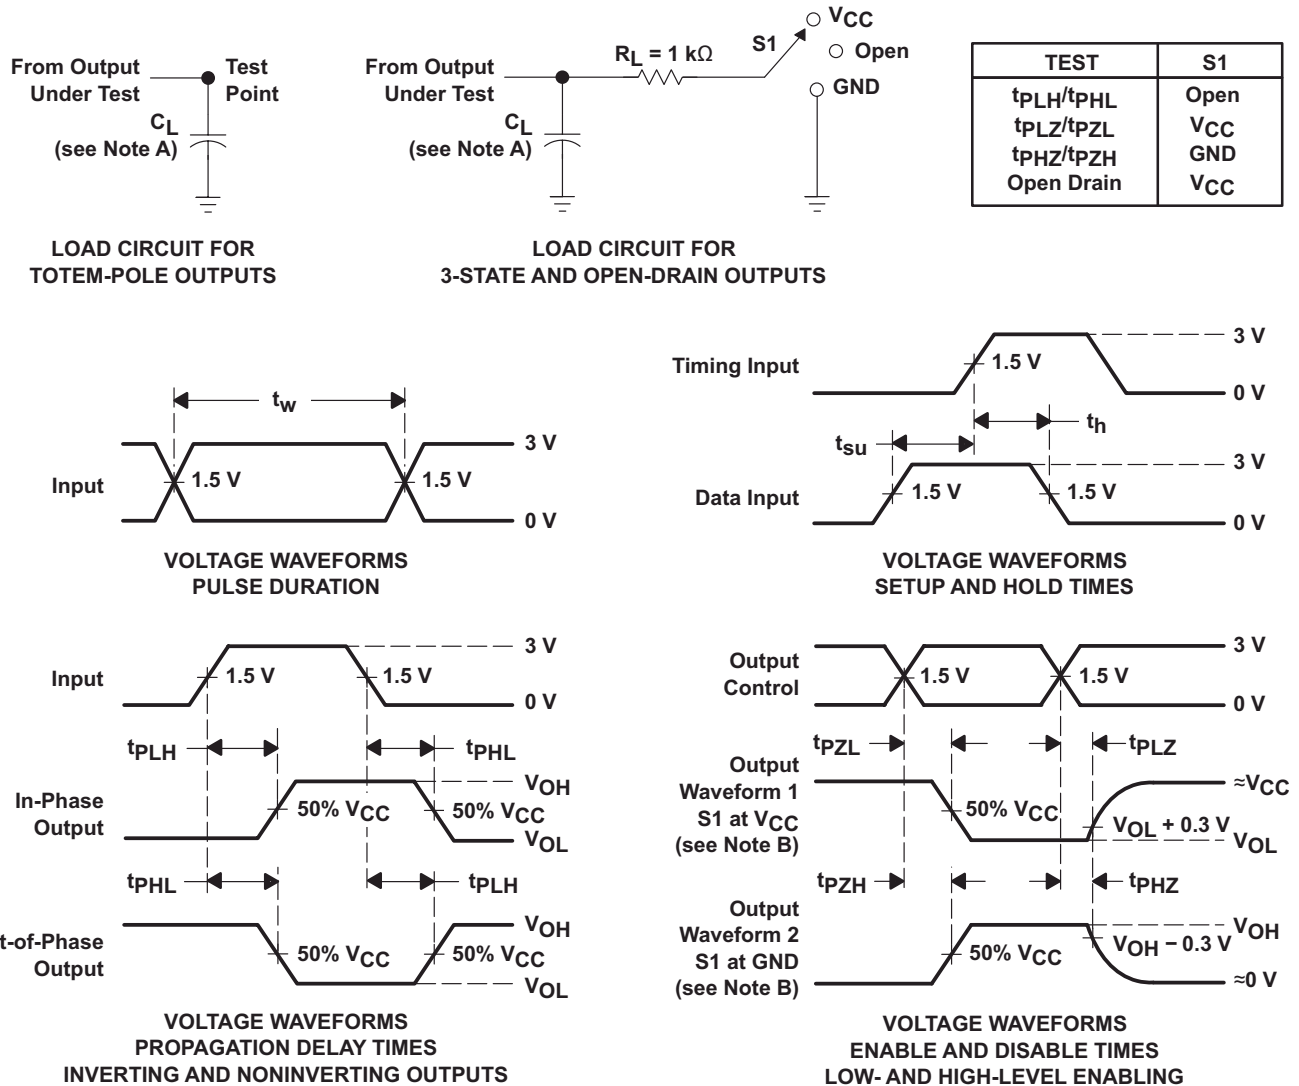 From Output
Under Test
Test
Point
CL
(see Note A)
LOAD CIRCUIT FOR
TOTEM-POLE OUTPUTS
From Output
Under Test
CL
(see Note A)
RL = 1 kΩ
S1
VCC
Open
GND
LOAD CIRCUIT FOR
3-STATE AND OPEN-DRAIN OUTPUTS
TEST S1
tPLH/tPHL Open
tPLZ/tPZL VCC
tPHZ/tPZH GND
Open Drain VCC
tw
Input
1.5 V
1.5 V
3 V
0 V
VOLTAGE WAVEFORMS
PULSE DURATION
Timing Input
1.5 V
3 V
0 V
tsu
th
Data Input
1.5 V
1.5 V
3 V
0 V
VOLTAGE WAVEFORMS
SETUP AND HOLD TIMES
Input
1.5 V
1.5 V
3 V
0 V
tPLH
tPHL
In-Phase
Output
50% VCC
50% VCC
VOH
VOL
tPHL
tPLH
t-of-Phase
Output
50% VCC
50% VCC
VOH
VOL
VOLTAGE WAVEFORMS
PROPAGATION DELAY TIMES
INVERTING AND NONINVERTING OUTPUTS
Output
Control
1.5 V
1.5 V
3 V
0 V
tPZL
tPLZ
Output
Waveform 1
S1 at VCC
(see Note B)
50% VCC
≈VCC
VOL + 0.3 V
VOL
tPZH
tPHZ
Output
Waveform 2
S1 at GND
(see Note B)
50% VCC
VOH
VOH − 0.3 V
≈0 V
VOLTAGE WAVEFORMS
ENABLE AND DISABLE TIMES
LOW- AND HIGH-LEVEL ENABLING